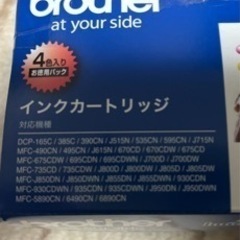 brother
at your side
4色入り
お徳用パック
インクカートリッジ
対応機種
DCP-165C / 385C / 390CN / J515N / 535CN / 595CN / J715N
MFC-490CN / 495CN / J615N / 670CD / 670CDW / 675CD
MFC-675CDW / 695CDN / 695CDWN / J700D / J700DW
MFC-735CD / 735CDW / J800D / J800DW / J805D / J805DW
MFC-J850DN / J850DWN / J855DN / J855DWN / 930CDN
MFC-930CDWN / 935CDN / 935CDWN / J950DN / J950DWN
MFC-5890CN / 6490CN / 6890CN